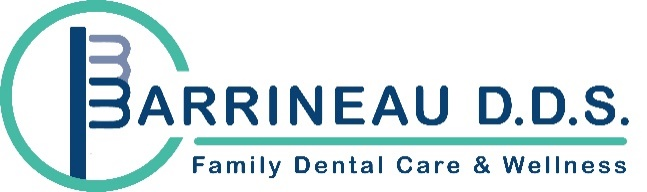 BARRINEAU D.D.S.
Family Dental Care & Wellness